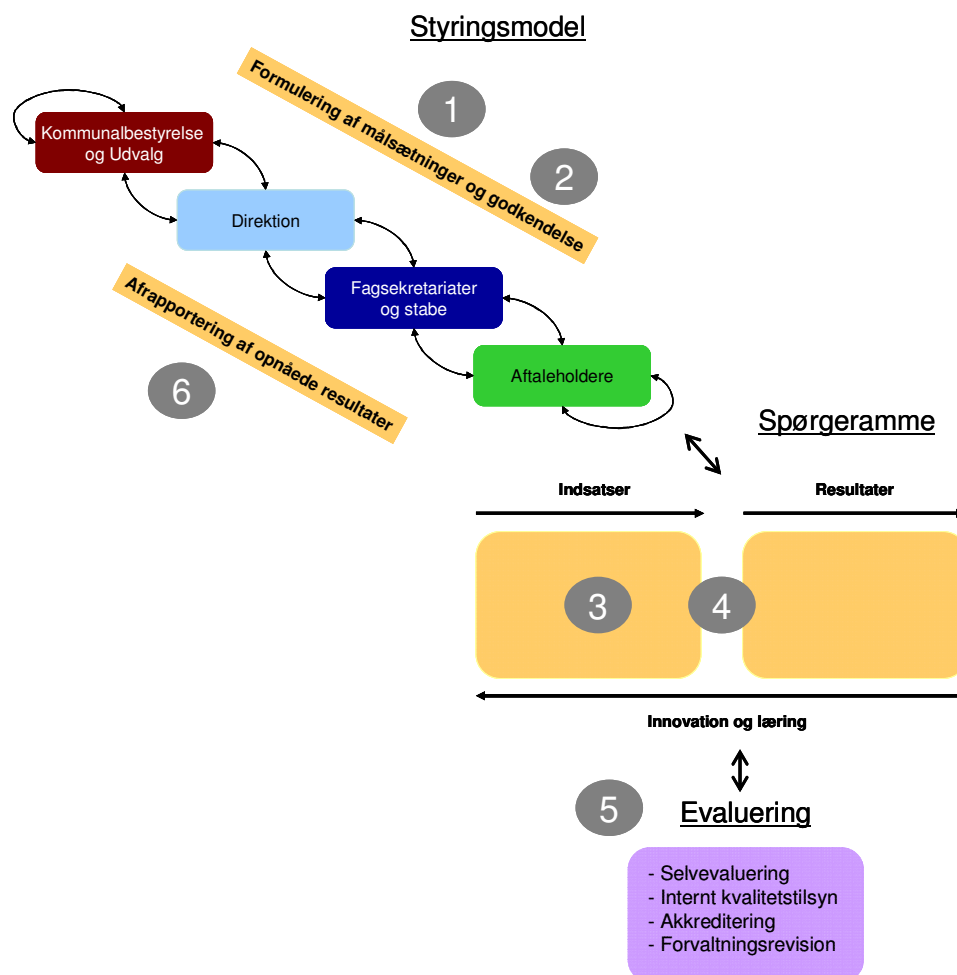 Styringsmodel
Formulering af målsætninger og godkendelse
1
2
Kommunalbestyrelse
og Udvalg
Direktion
Fagsekretariater
og stabe
Aftaleholdere
Afrapportering af opnåede resultater
6
Spørgeramme
Indsatser
Resultater
3
4
Innovation og læring
5
Evaluering
- Selvevaluering
- Internt kvalitetstilsyn
- Akkreditering
- Forvaltningsrevision